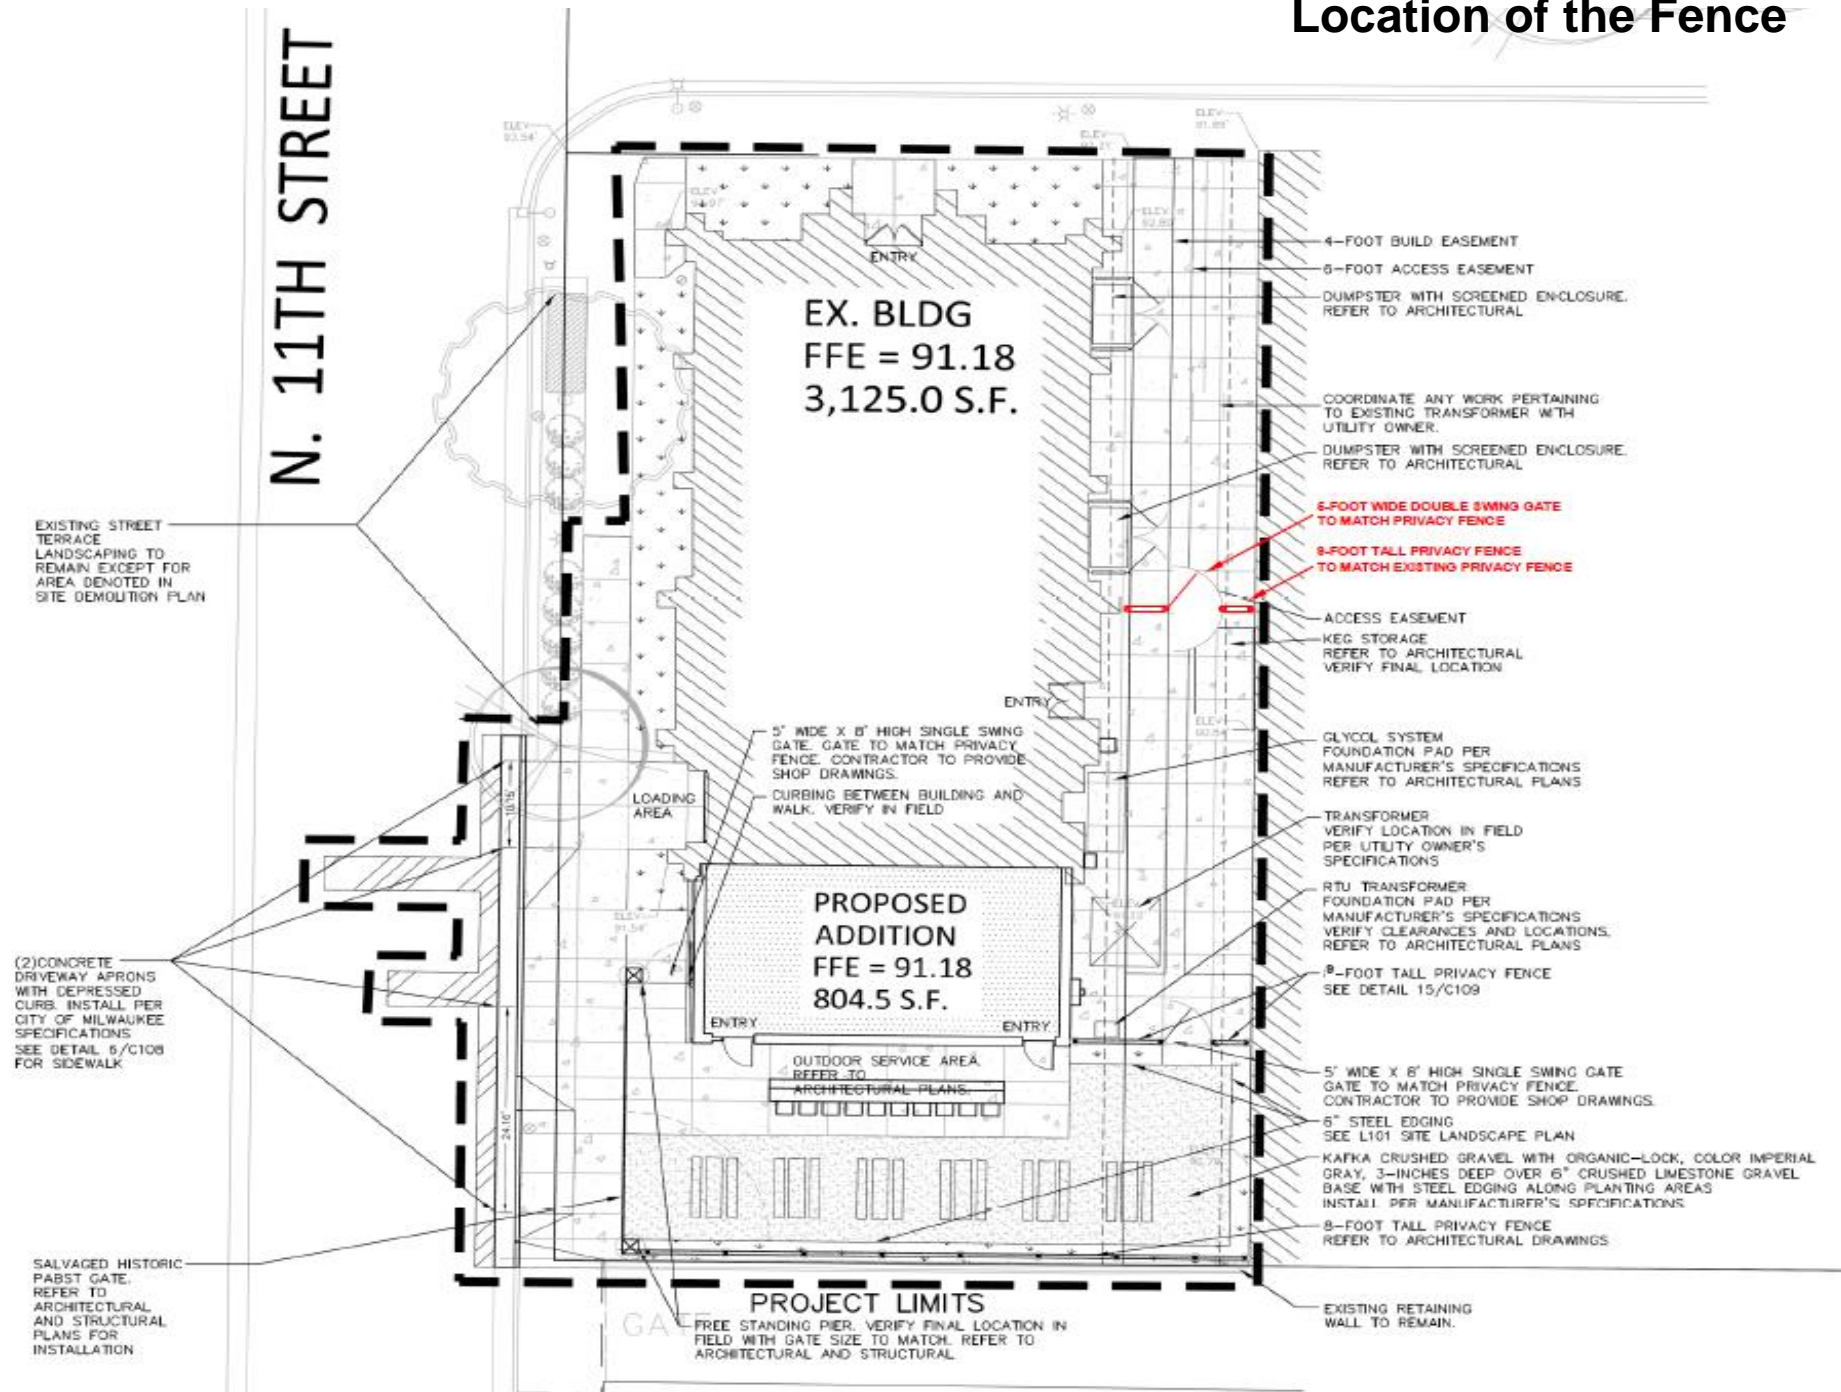 Location of the Fence
N. 11TH STREET
ELEV
ELEV
ELEV
ELEV
ELEV
ENTRY
EX. BLDG
FFE = 91.18
3,125.0 S.F.
4-FOOT BUILD EASEMENT
6-FOOT ACCESS EASEMENT
DUMPSTER WITH SCREENED ENCLOSURE.
REFER TO ARCHITECTURAL
COORDINATE ANY WORK PERTAINING
TO EXISTING TRANSFORMER WITH
UTILITY OWNER.
DUMPSTER WITH SCREENED ENCLOSURE.
REFER TO ARCHITECTURAL
FOOT WIDE DOUBLE SWING GATE
TO MATCH PRIVACY FENCE
FOOT TALL PRIVACY FENCE
TO MATCH EXISTING PRIVACY FENCE
ACCESS EASEMENT
KEG STORAGE
REFER TO ARCHITECTURAL
VERIFY FINAL LOCATION
EXISTING STREET
TERRACE
LANDSCAPING TO
REMAIN EXCEPT FOR
AREA DENOTED IN
SITE DEMOLITION PLAN
ENTRY
ELEV
5' WIDE X 8' HIGH SINGLE SWING
GATE. GATE TO MATCH PRIVACY
FENCE. CONTRACTOR TO PROVIDE
SHOP DRAWINGS.
CURBING BETWEEN BUILDING AND
WALK. VERIFY IN FIELD
LOADING
AREA
GLYCOL SYSTEM
FOUNDATION PAD PER
MANUFACTURER'S SPECIFICATIONS
REFER TO ARCHITECTURAL PLANS
TRANSFORMER
VERIFY LOCATION IN FIELD
PER UTILITY OWNER'S
SPECIFICATIONS
RTU TRANSFORMER
FOUNDATION PAD PER
MANUFACTURER'S SPECIFICATIONS
VERIFY CLEARANCES AND LOCATIONS.
REFER TO ARCHITECTURAL PLANS
PROPOSED
ADDITION
FFE = 91.18
804.5 S.F.
ENTRY
ENTRY
ELEV
(2)CONCRETE
DRIVEWAY APRONS
WITH DEPRESSED
CURB. INSTALL PER
CITY OF MILWAUKEE
SPECIFICATIONS
SEE DETAIL 6/C108
FOR SIDEWALK
-FOOT TALL PRIVACY FENCE
SEE DETAIL 15/C109
OUTDOOR SERVICE AREA.
REFER TO
ARCHITECTURAL PLANS.
24.16'
5' WIDE X 8' HIGH SINGLE SWING GATE
GATE TO MATCH PRIVACY FENCE.
CONTRACTOR TO PROVIDE SHOP DRAWINGS.
6" STEEL EDGING
SEE L101 SITE LANDSCAPE PLAN
KAFKA CRUSHED GRAVEL WITH ORGANIC-LOCK, COLOR IMPERIAL
GRAY, 3-INCHES DEEP OVER 6" CRUSHED LIMESTONE GRAVEL
BASE WITH STEEL EDGING ALONG PLANTING AREAS
INSTALL PER MANUFACTURER'S SPECIFICATIONS
8-FOOT TALL PRIVACY FENCE
REFER TO ARCHITECTURAL DRAWINGS
SALVAGED HISTORIC
PABST GATE.
REFER TO
ARCHITECTURAL
AND STRUCTURAL
PLANS FOR
INSTALLATION
PROJECT LIMITS
FREE STANDING PIER. VERIFY FINAL LOCATION IN
FIELD WITH GATE SIZE TO MATCH. REFER TO
ARCHITECTURAL AND STRUCTURAL
EXISTING RETAINING
WALL TO REMAIN.